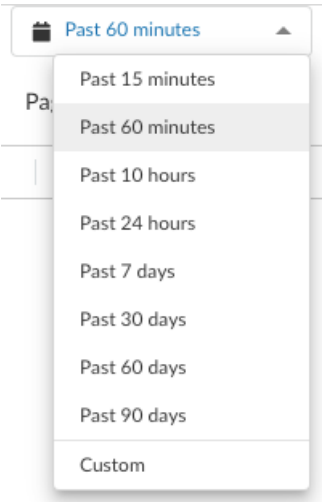 Past 60 minutes
Past 15 minutes
Pa
Past 60 minutes
Past 10 hours
Past 24 hours
Past 7 days
Past 30 days
Past 60 days
Past 90 days
Custom